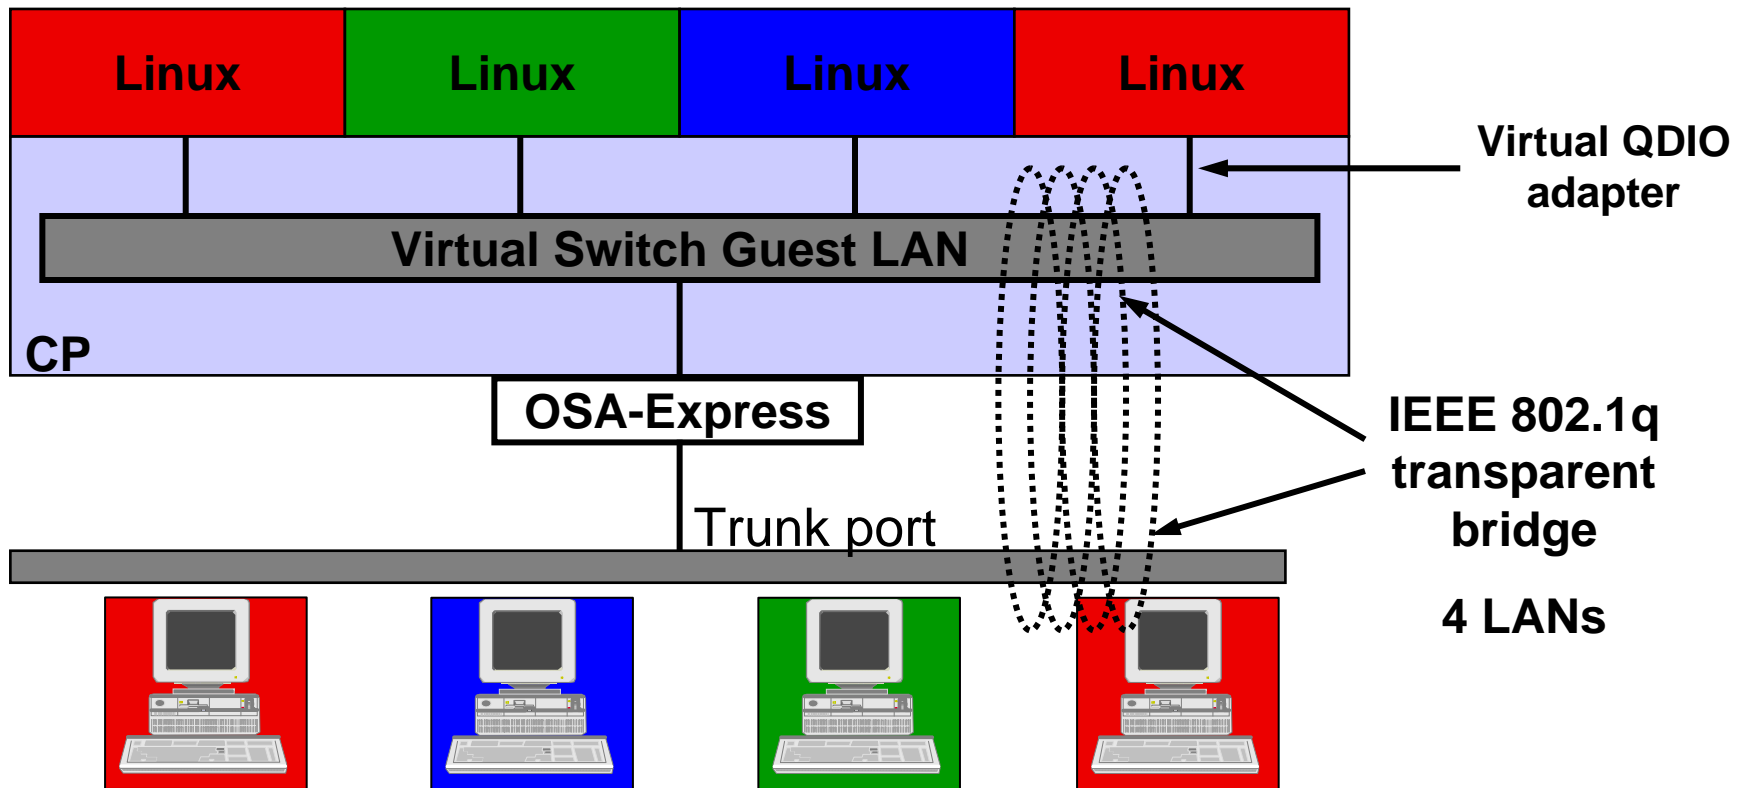 Linux
Linux
Linux
Linux
Virtual QDIO
adapter
Virtual Switch Guest LAN
CP
OSA-Express
IEEE 802.1q
transparent
bridge
Trunk port
4 LANs